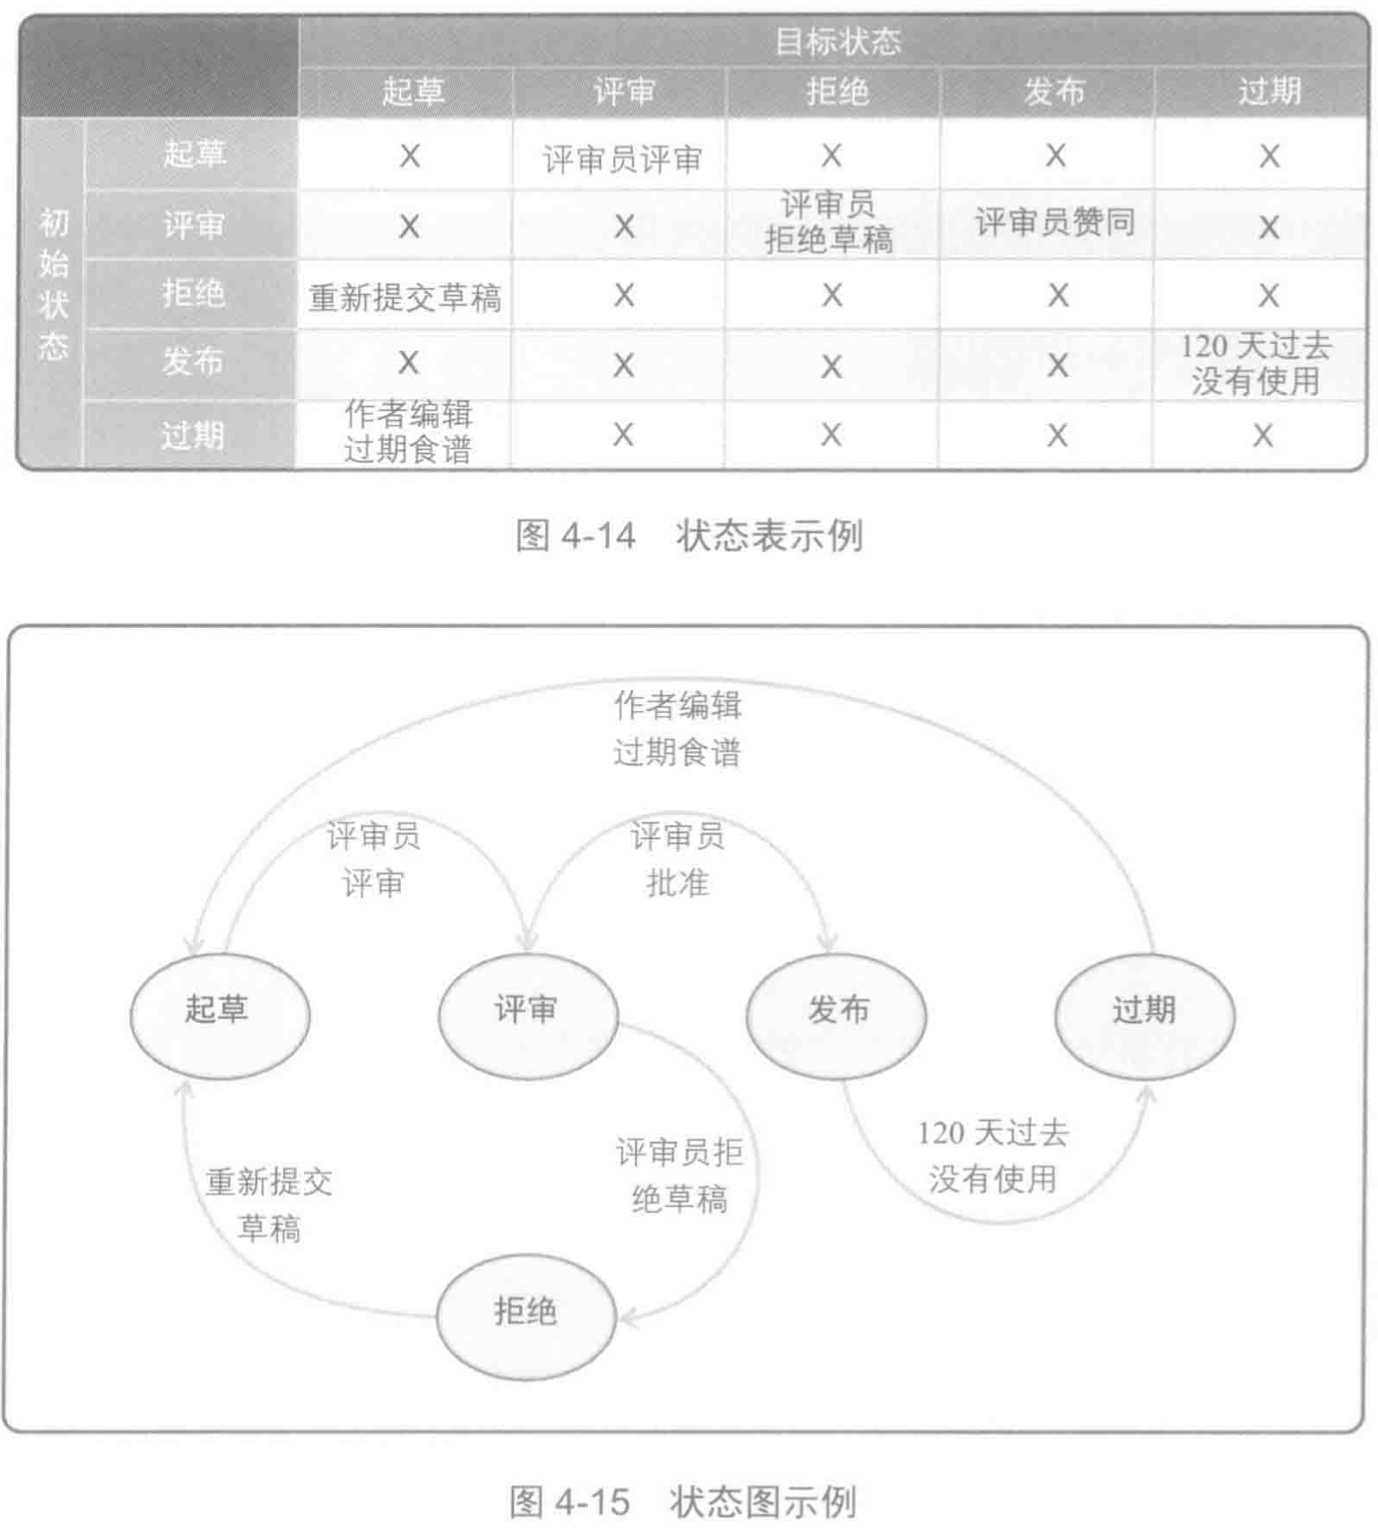 目标状态
起草 评审 拒绝 发布 过期
初始状态
起草 X 评审员评审 X X X
评审 X X 评审员拒绝草稿 评审员赞同 X
拒绝 重新提交草稿 X X X X
发布 X X X X 120 天过去没有使用
过期 作者编辑过期食谱 X X X X
图 4-14 状态表示例
作者编辑
过期食谱
评审员
评审
评审员
批准
起草
评审
发布
过期
重新提交
草稿
评审员拒
绝草稿
120 天过去
没有使用
拒绝
图 4-15 状态图示例